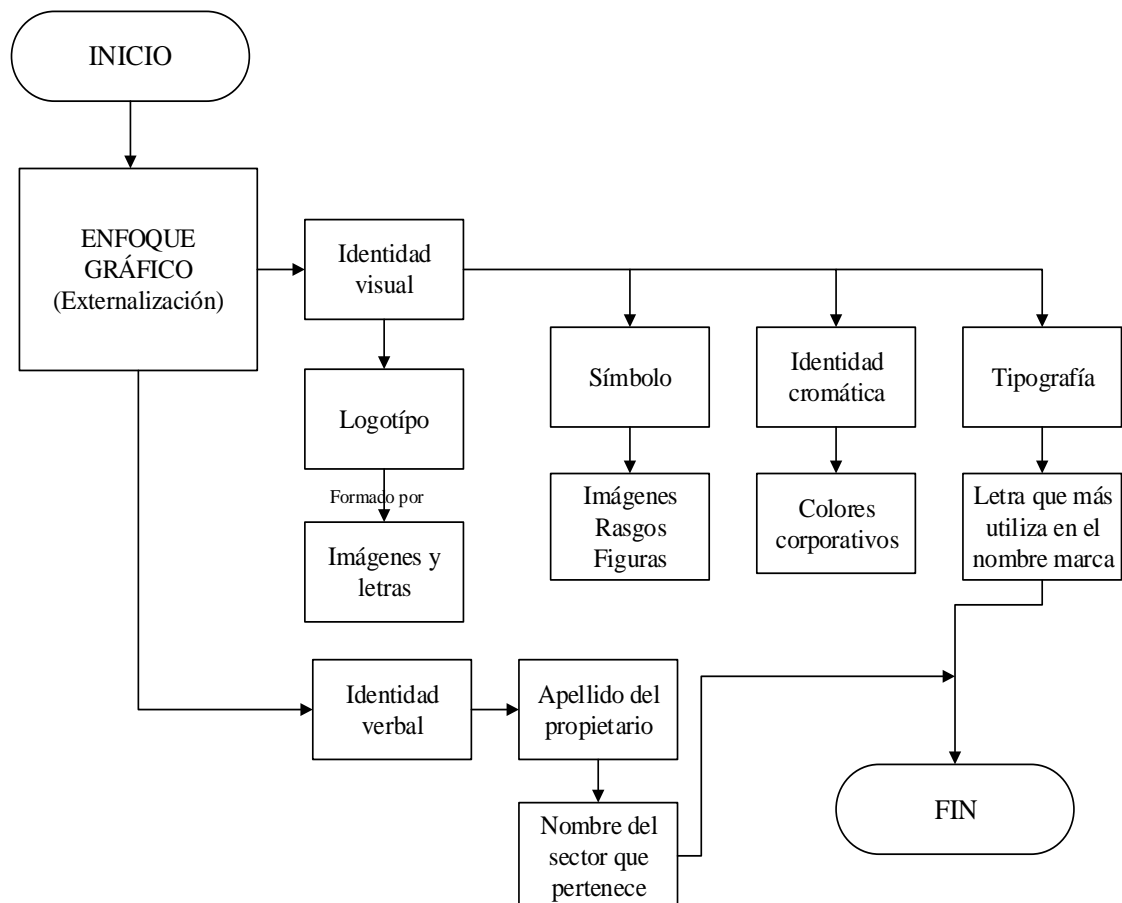 INICIO
ENFOQUE
GRÁFICO
(Externalización)
Identidad
visual
Símbolo
Identidad
cromática
Tipografía
Logotípo
Formado por
Imágenes y
letras
Imágenes
Rasgos
Figuras
Colores
corporativos
Letra que más
utiliza en el
nombre marca
Identidad
verbal
Apellido del
propietario
Nombre del
sector que
pertenece
FIN